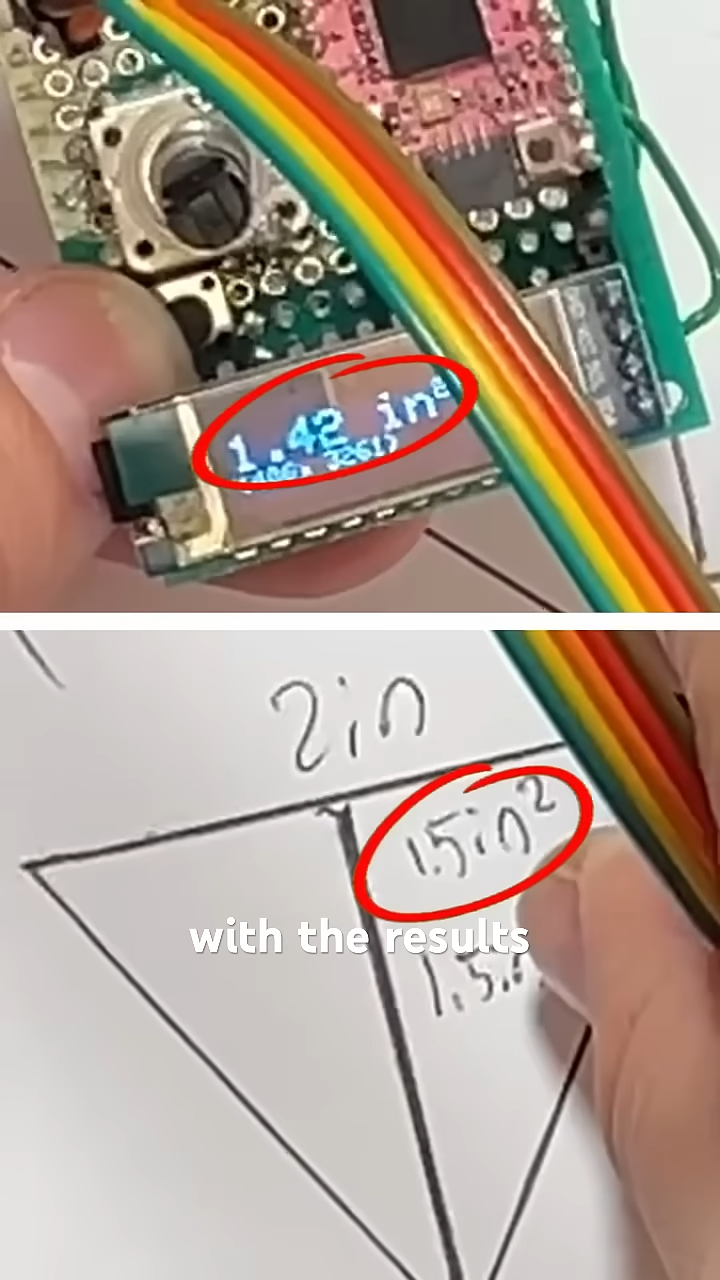 1.42 in²
2in
1.5in²
with the results